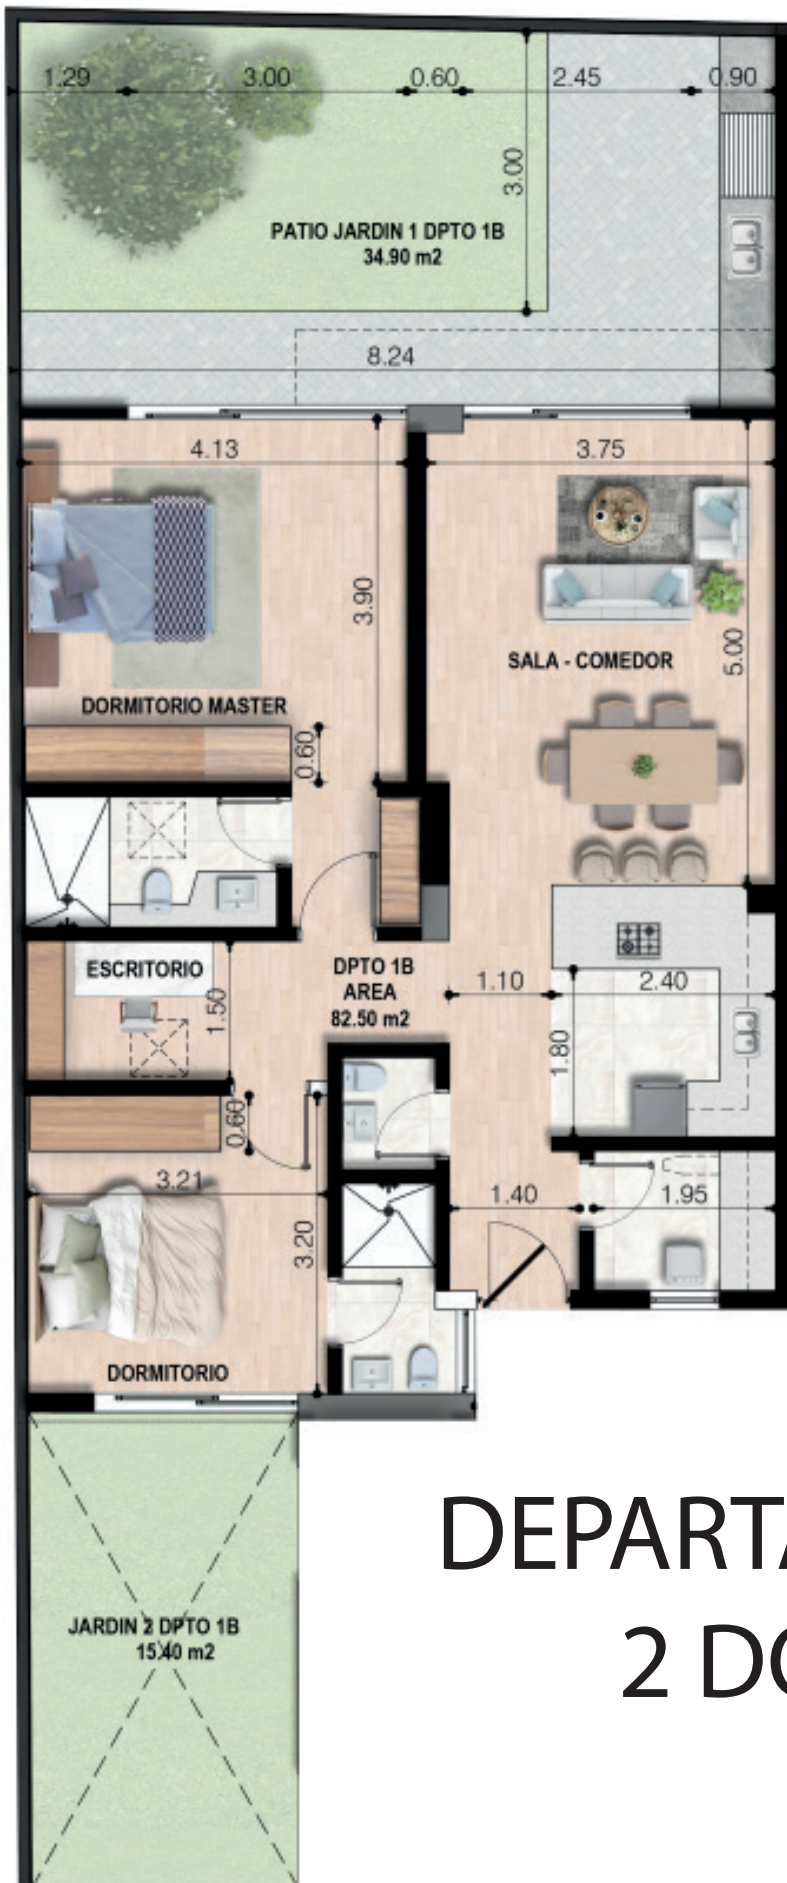 1.29 3.00 0.60 2.45 0.90
3.00
PATIO JARDIN 1 DPTO 1B
34.90 m2
8.24
4.13 3.75
3.90
5.00
SALA - COMEDOR
DORMITORIO MASTER
0.60
ESCRITORIO
1.50
DPTO 1B
AREA
82.50 m2
1.10 2.40
1.80
0.60
3.21
1.40 1.95
3.20
DORMITORIO
DEPARTA
JARDIN 2 DPTO 1B
15.40 m2
2 DO